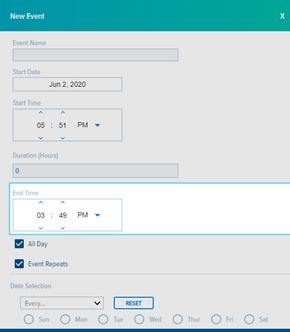 New Event X
Event Name
Start Date
Jun 2, 2020
Start Time
05 : 51 PM
Duration (Hours)
0
End Time
03 : 49 PM
All Day
Event Repeats
Date Selection
Every... RESET
Sun Mon Tue Wed Thur Fri Sat